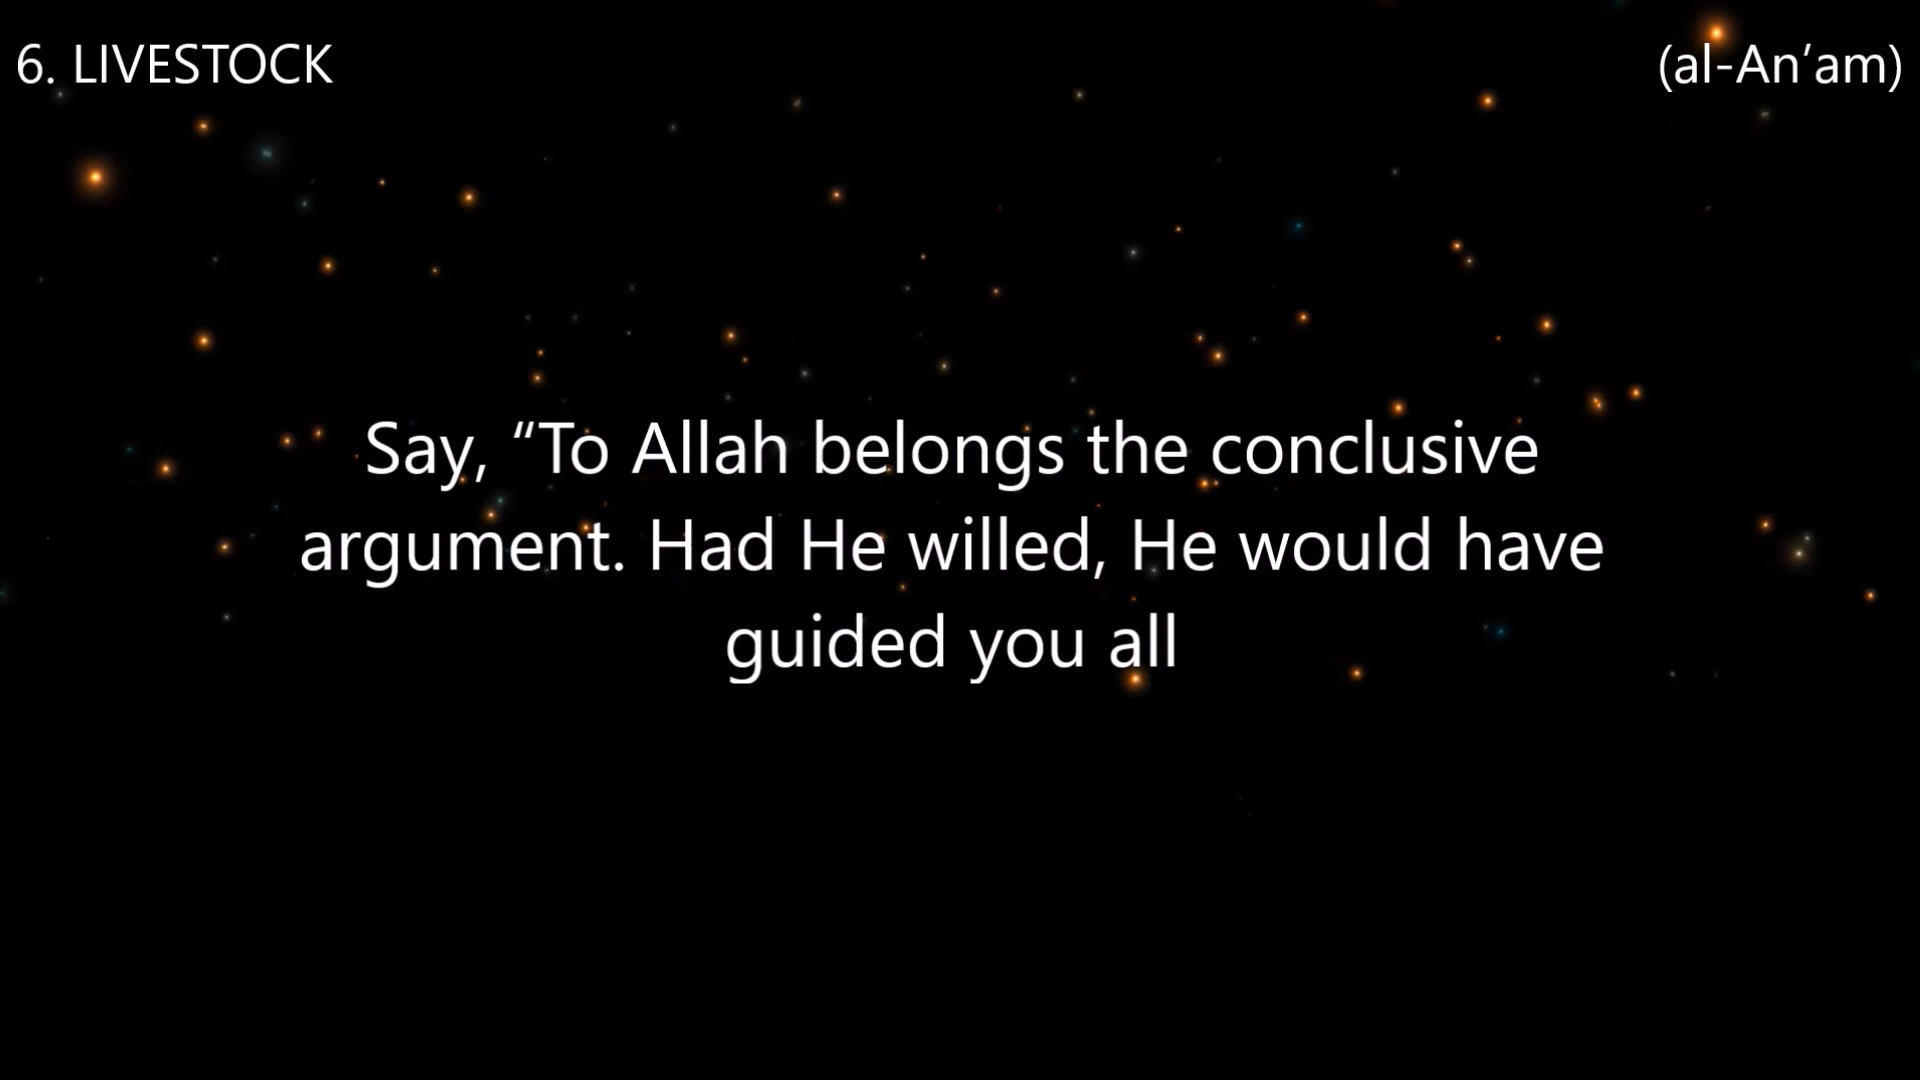 6. LIVESTOCK
(al-An’am)
Say, “To Allah belongs the conclusive
argument. Had He willed, He would have
guided you all